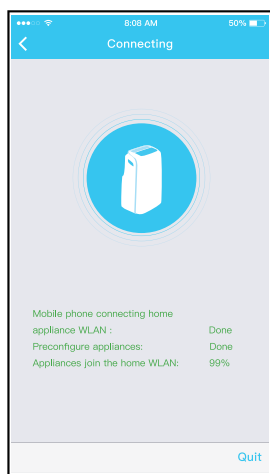 8:08 AM 50%
Connecting
Mobile phone connecting home
appliance WLAN : Done
Preconfigure appliances: Done
Appliances join the home WLAN: 99%
Quit